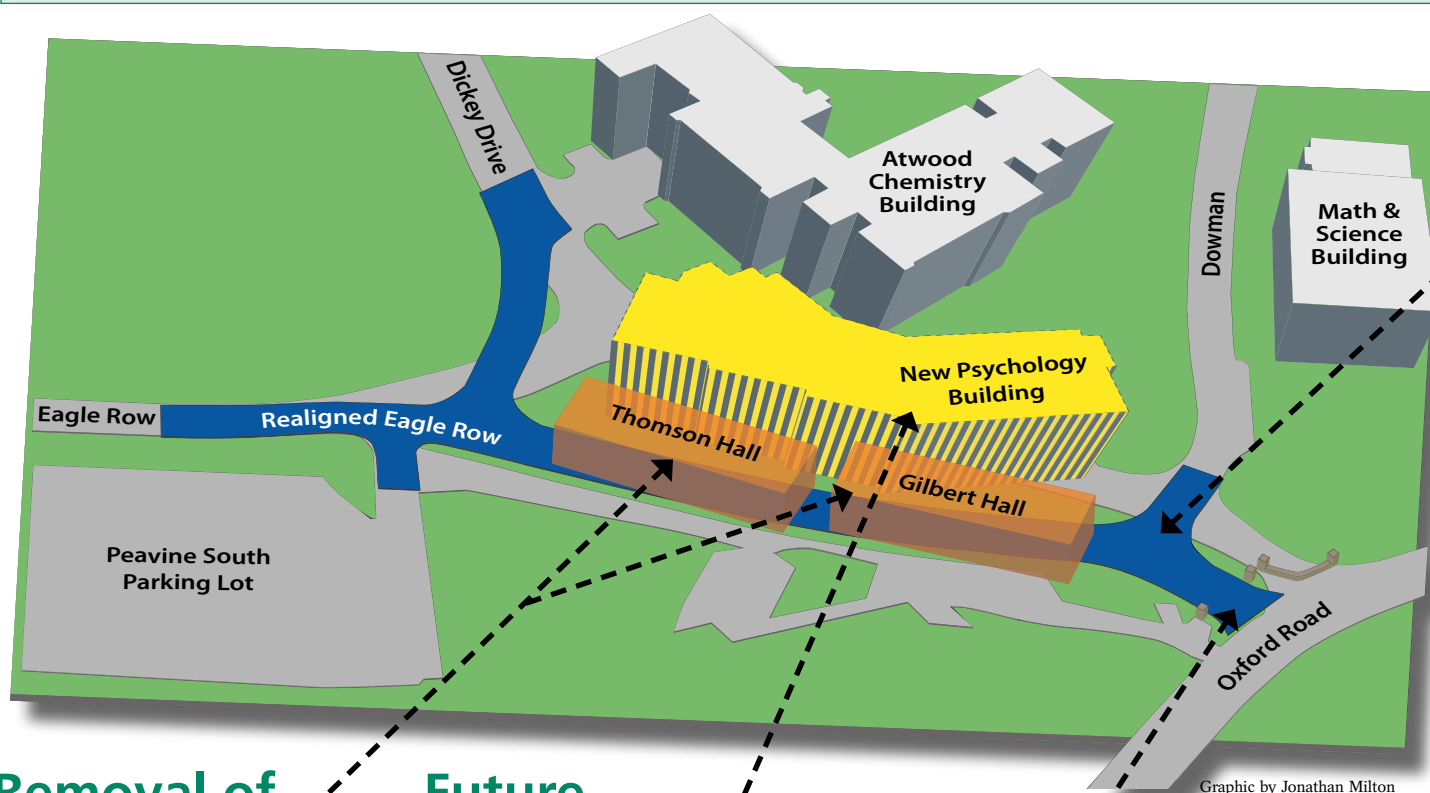 Dickey Drive
Atwood
Chemistry
Building
Dowman
Math &
Science
Building
New Psychology
Building
Eagle Row
Realigned Eagle Row
Thomson Hall
Gilbert Hall
Peavine South
Parking Lot
Oxford Road
Removal of
Future
Graphic by Jonathan Milton